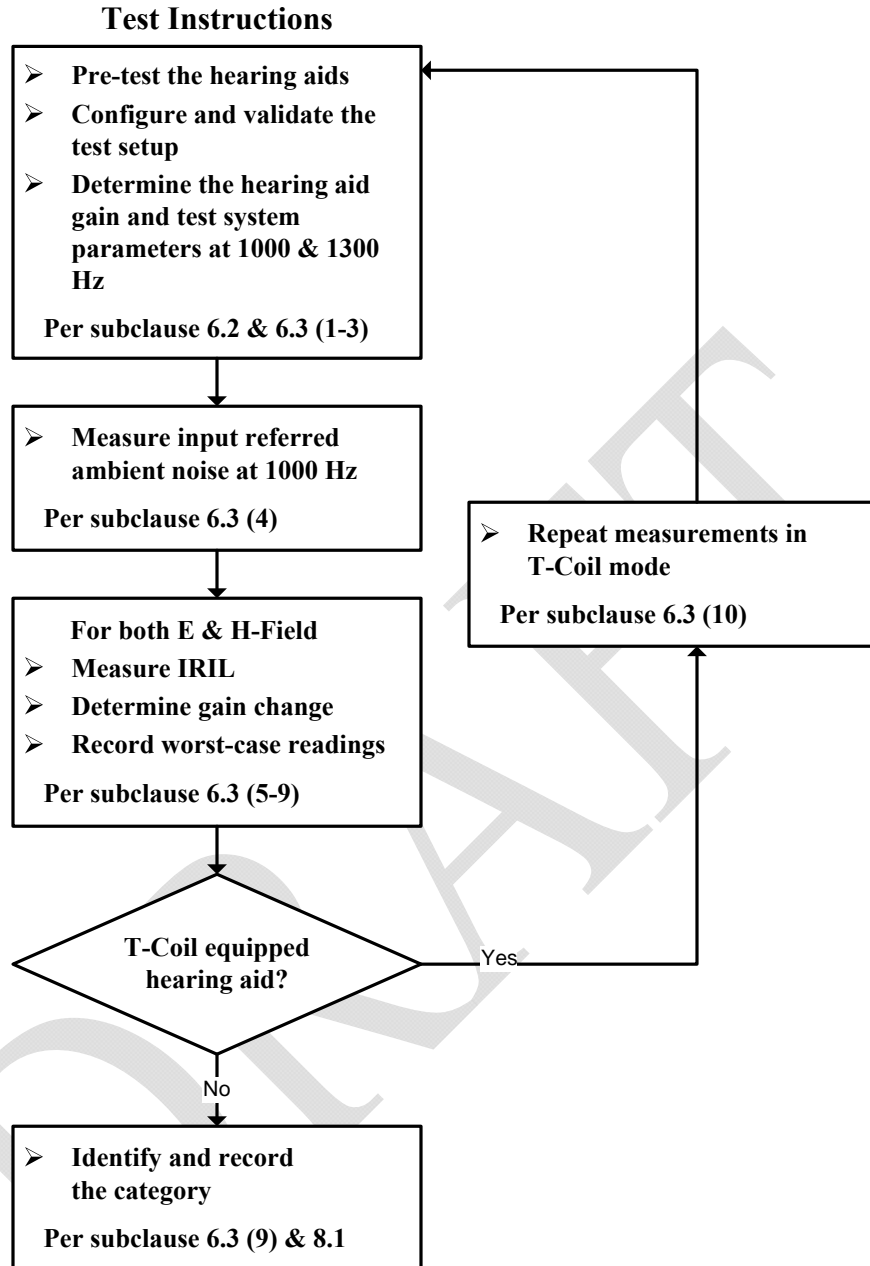 Test Instructions
➢ Pre-test the hearing aids
➢ Configure and validate the
test setup
➢ Determine the hearing aid
gain and test system
parameters at 1000 & 1300
Hz
Per subclause 6.2 & 6.3 (1-3)
➢ Measure input referred
ambient noise at 1000 Hz
Per subclause 6.3 (4)
➢ Repeat measurements in
T-Coil mode
Per subclause 6.3 (10)
For both E & H-Field
➢ Measure IRIL
➢ Determine gain change
➢ Record worst-case readings
Per subclause 6.3 (5-9)
T-Coil equipped
hearing aid?
Yes
No
➢ Identify and record
the category
Per subclause 6.3 (9) & 8.1
DRAFT